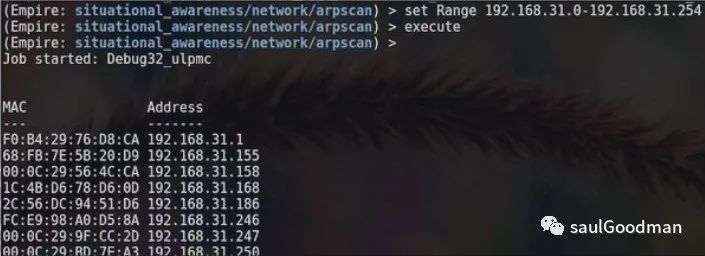 (Empire: situational_awareness/network/arpscan) > set Range 192.168.31.0-192.168.31.254
(Empire: situational_awareness/network/arpscan) > execute
(Empire: situational_awareness/network/arpscan) >
Job started: Debug32_ulpmc
MAC Address
--- -------
F0:B4:29:76:D8:CA 192.168.31.1
68:FB:7E:5B:20:D9 192.168.31.155
00:0C:29:56:4C:CA 192.168.31.158
1C:4B:D6:78:D6:0D 192.168.31.168
2C:56:DC:94:51:D6 192.168.31.186
FC:E9:98:A0:D5:8A 192.168.31.246
00:0C:29:9F:CC:2D 192.168.31.247
00:0C:29:BD:7E:A3 192.168.31.250
saulGoodman